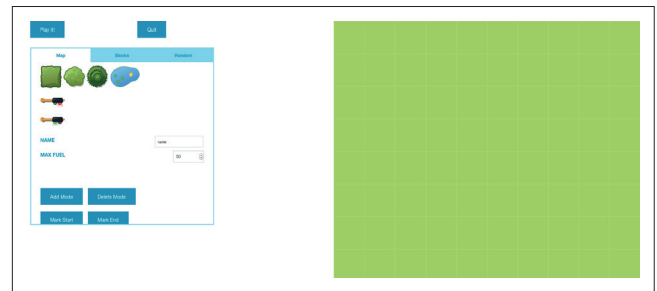 Play it!
Quit
Map Blocks Random
NAME name
MAX FUEL 50
Add Mode Delete Mode
Mark Start Mark End